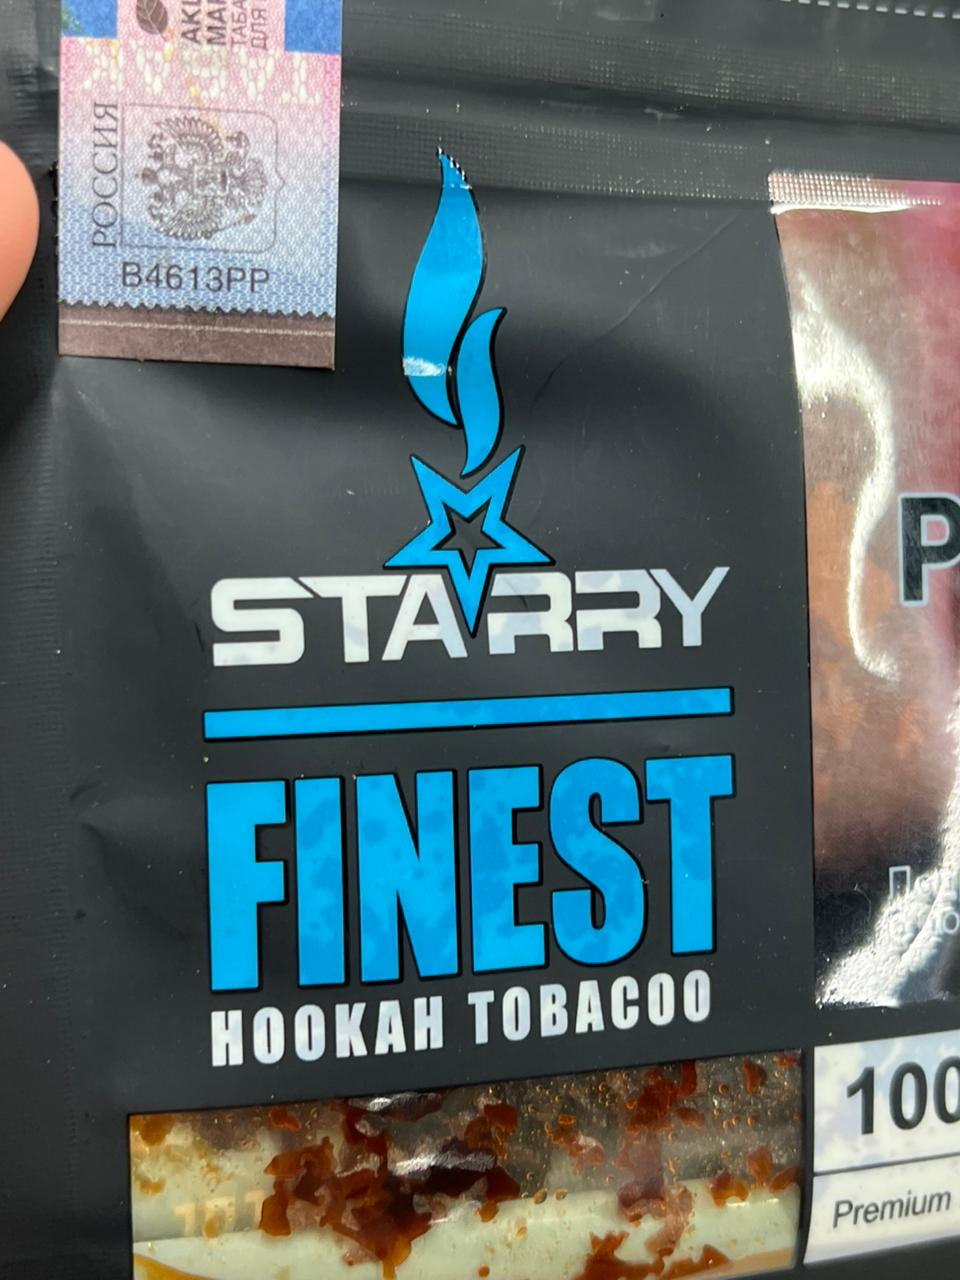 РОССИЯ
B4613PP
STARRY
FINEST
HOOKAH TOBACOO
P
100
Premium